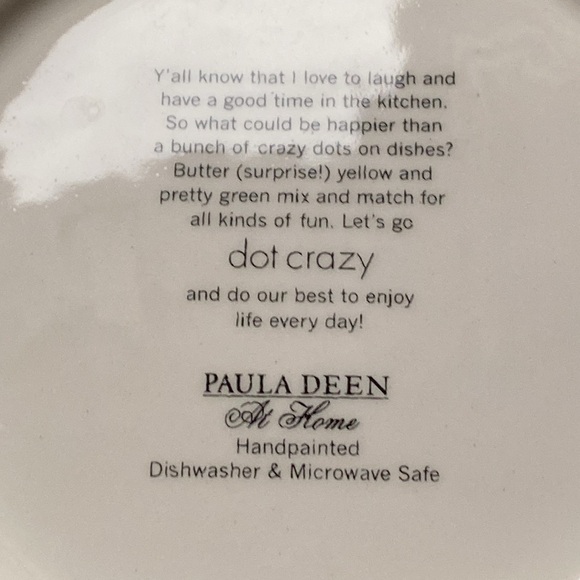 Y'all know that I love to laugh and
have a good time in the kitchen.
So what could be happier than
a bunch of crazy dots on dishes?
Butter (surprise!) yellow and
pretty green mix and match for
all kinds of fun. Let's go
dot crazy
and do our best to enjoy
life every day!
PAULA DEEN
At Home
Handpainted
Dishwasher & Microwave Safe